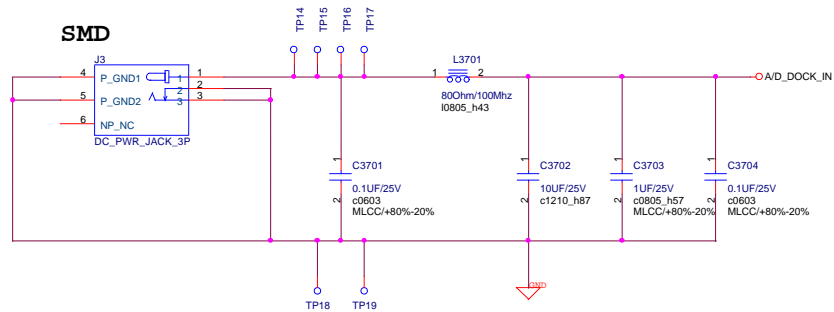 SMD
TP14
TP15
TP16
TP17
J3
4
P_GND1
1
1
2
2
5
P_GND2
3
3
6
NP_NC
DC_PWR_JACK_3P
L3701
1
2
80Ohm/100Mhz
l0805_h43
A/D_DOCK_IN
1
C3701
0.1UF/25V
2
c0603
MLCC/+80%-20%
1
C3702
10UF/25V
2
c1210_h87
1
C3703
1UF/25V
2
c0805_h57
MLCC/+80%-20%
1
C3704
0.1UF/25V
2
c0603
MLCC/+80%-20%
TP18
TP19
GND